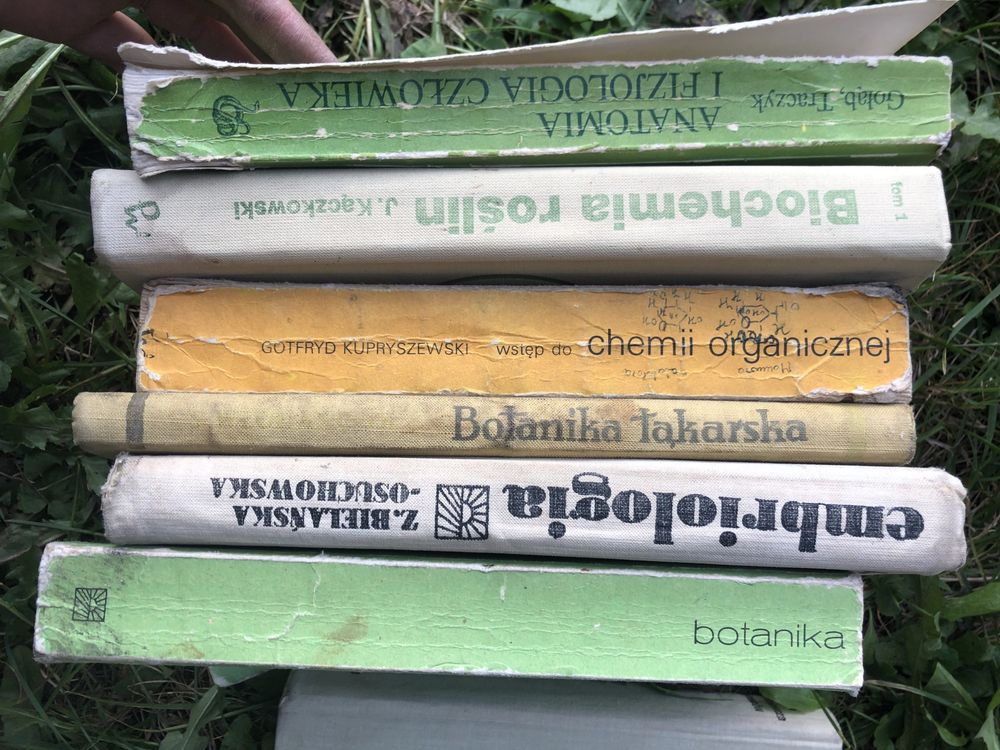 Gołąb, Traczyk
ANATOMIA
I FIZJOLOGIA CZŁOWIEKA
tom 1
Biochemia roślin
J. Kączkowski
GOTFRYD KUPRYSZEWSKI wstęp do chemii organicznej
Botanika łąkarska
embriologia
Z. BIELAŃSKA
-OSUCHOWSKA
botanika